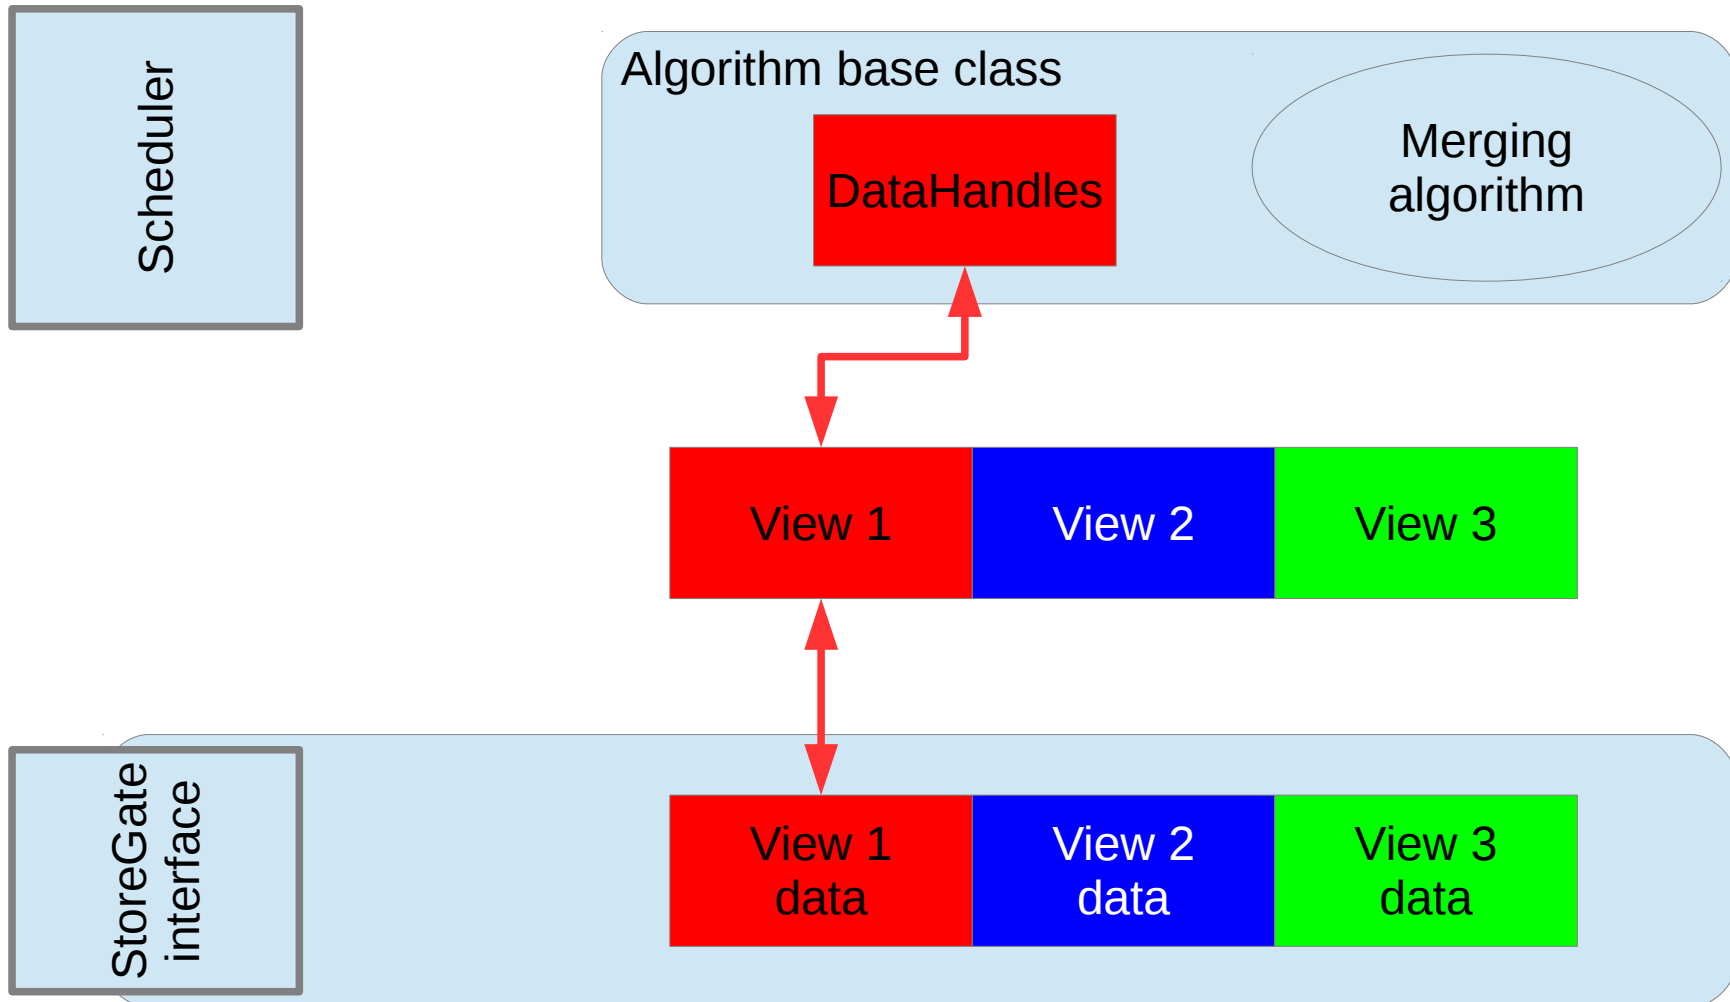 Scheduler
Algorithm base class
DataHandles
Merging
algorithm
View 1
View 2
View 3
StoreGate
interface
View 1
data
View 2
data
View 3
data